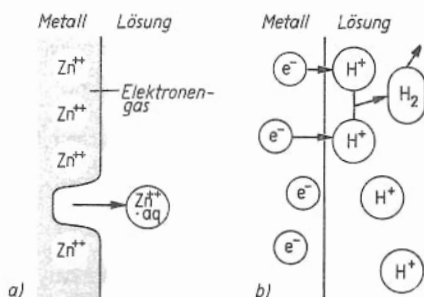 Metall Lösung
Zn++
Elektronen-
gas
Zn++
Zn++
Zn++
·aq
Zn++
a)
Metall Lösung
e⁻ H⁺
H₂
e⁻ H⁺
e⁻ H⁺
e⁻ H⁺
b)